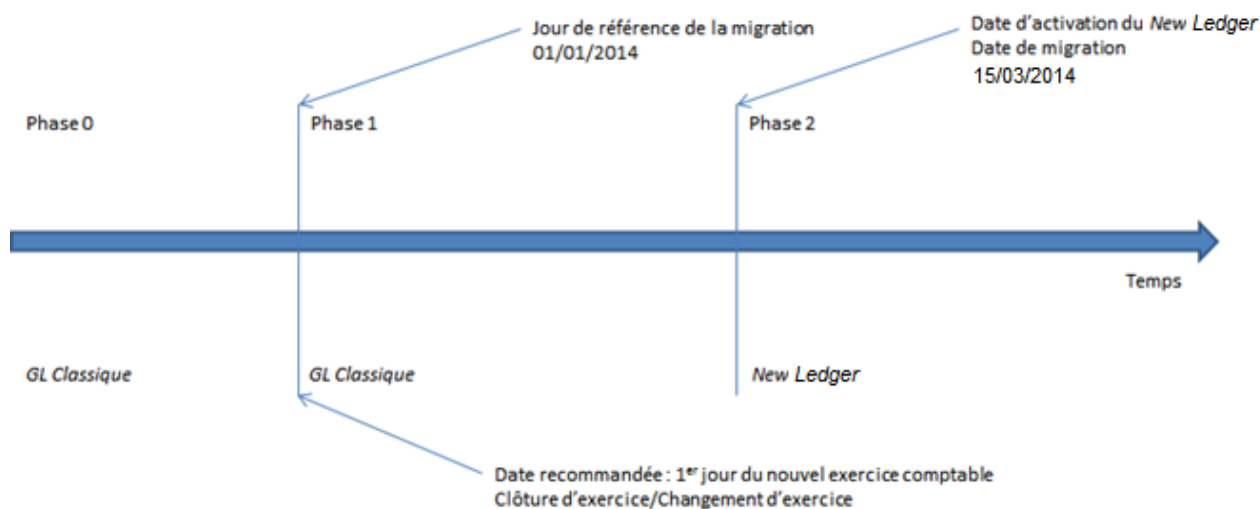 Jour de référence de la migration
01/01/2014
Date d'activation du New Ledger
Date de migration
15/03/2014
Phase 0
Phase 1
Phase 2
Temps
GL Classique
GL Classique
New Ledger
Date recommandée : 1er jour du nouvel exercice comptable
Clôture d'exercice/Changement d'exercice